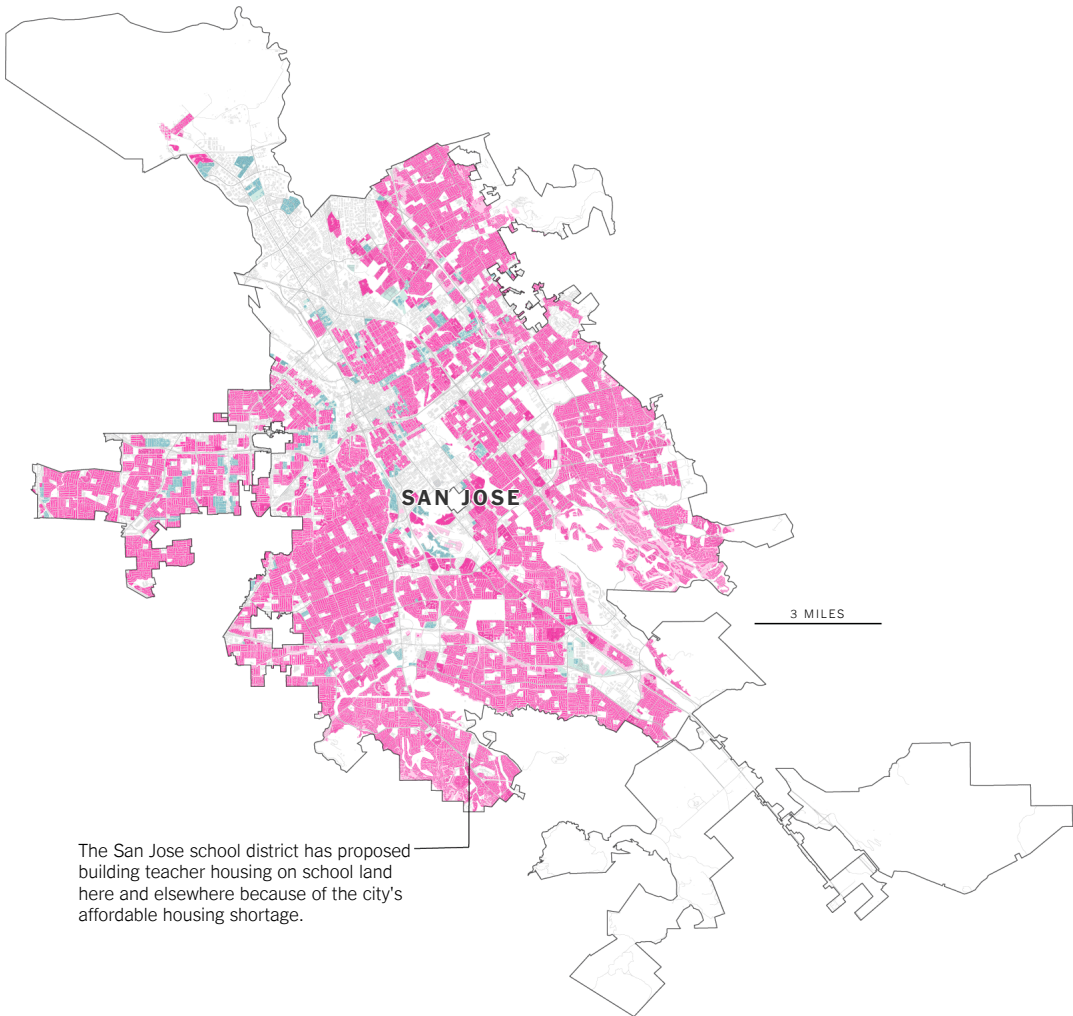 SAN JOSE
3 MILES
The San Jose school district has proposed
building teacher housing on school land
here and elsewhere because of the city's
affordable housing shortage.